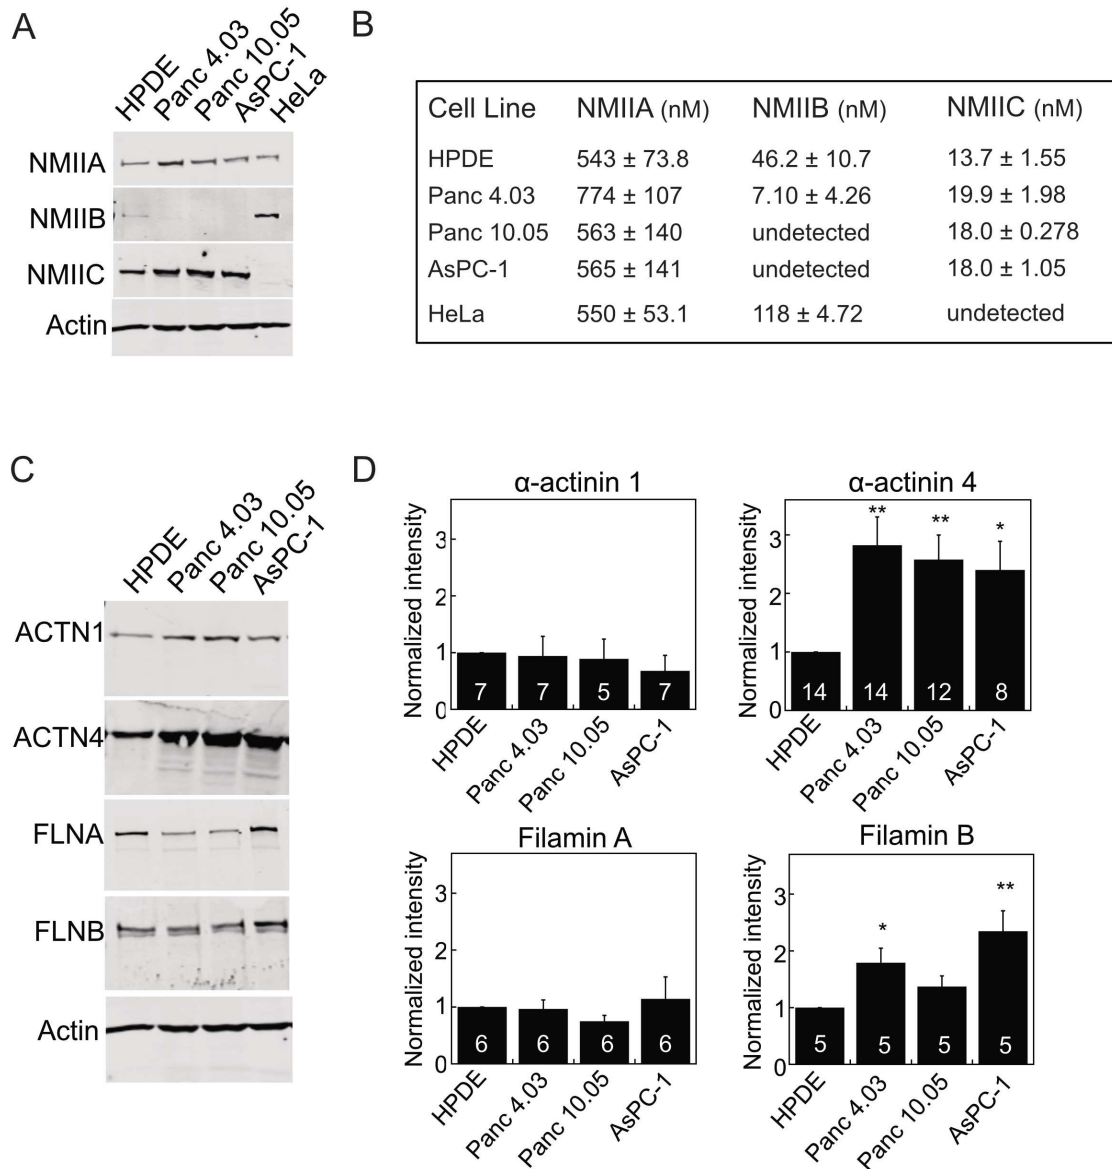 A
HPDE
Panc 4.03
Panc 10.05
AsPC-1
HeLa
NMIIA
NMIIB
NMIIC
Actin
B
Cell Line NMIIA (nM) NMIIB (nM) NMIIC (nM)
HPDE 543 ± 73.8 46.2 ± 10.7 13.7 ± 1.55
Panc 4.03 774 ± 107 7.10 ± 4.26 19.9 ± 1.98
Panc 10.05 563 ± 140 undetected 18.0 ± 0.278
AsPC-1 565 ± 141 undetected 18.0 ± 1.05
HeLa 550 ± 53.1 118 ± 4.72 undetected
C
HPDE
Panc 4.03
Panc 10.05
AsPC-1
ACTN1
ACTN4
FLNA
FLNB
Actin
D
α-actinin 1
Normalized intensity
3
2
1
0
7 7 5 7
HPDE
Panc 4.03
Panc 10.05
AsPC-1
α-actinin 4
Normalized intensity
3
2
1
0
** ** *
14 14 12 8
HPDE
Panc 4.03
Panc 10.05
AsPC-1
Filamin A
Normalized intensity
3
2
1
0
6 6 6 6
HPDE
Panc 4.03
Panc 10.05
AsPC-1
Filamin B
Normalized intensity
3
2
1
0
* **
5 5 5 5
HPDE
Panc 4.03
Panc 10.05
AsPC-1